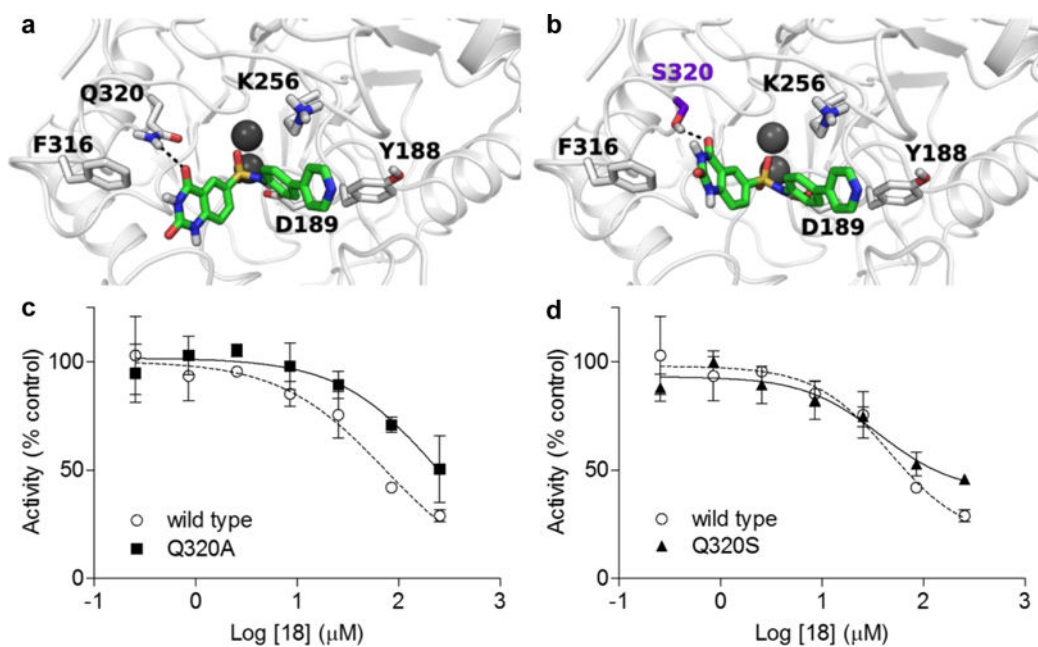 a
Q320
K256
F316
Y188
D189
b
S320
K256
F316
Y188
D189
c
Activity (% control)
100
50
0
wild type
Q320A
-1 0 1 2 3
Log [18] (μM)
d
Activity (% control)
100
50
0
wild type
Q320S
-1 0 1 2 3
Log [18] (μM)